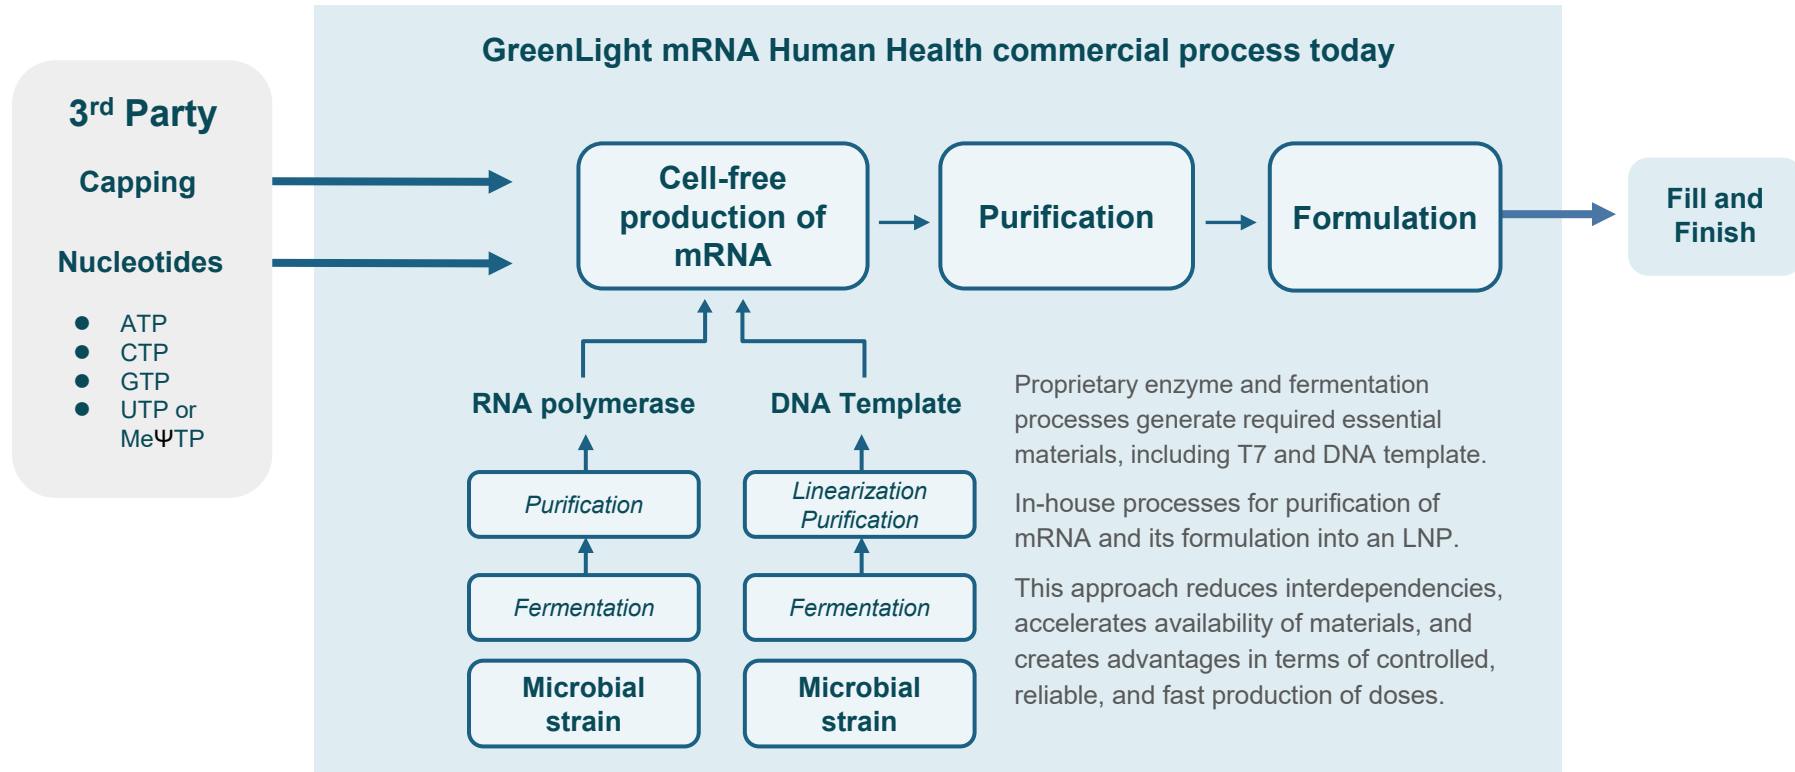 GreenLight mRNA Human Health commercial process today
3rd Party
Capping
Nucleotides
● ATP
● CTP
● GTP
● UTP or
MeΨTP
Cell-free
production of
mRNA
Purification
Formulation
Fill and
Finish
RNA polymerase
Purification
Fermentation
Microbial
strain
DNA Template
Linearization
Purification
Fermentation
Microbial
strain
Proprietary enzyme and fermentation
processes generate required essential
materials, including T7 and DNA template.
In-house processes for purification of
mRNA and its formulation into an LNP.
This approach reduces interdependencies,
accelerates availability of materials, and
creates advantages in terms of controlled,
reliable, and fast production of doses.